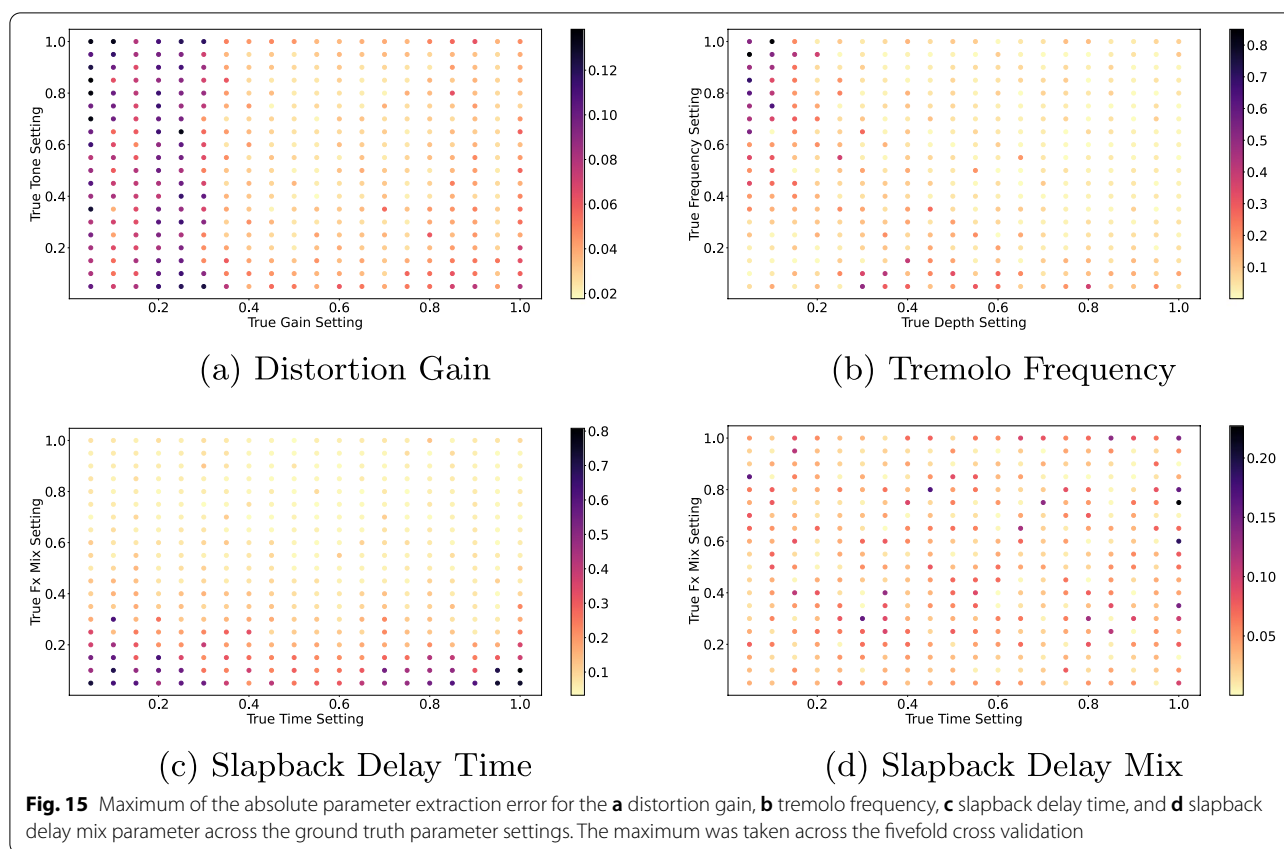 1.0
0.8
0.6
0.4
0.2
True Tone Setting
0.2 0.4 0.6 0.8 1.0
True Gain Setting
0.12
0.10
0.08
0.06
0.04
0.02
(a) Distortion Gain
1.0
0.8
0.6
0.4
0.2
True Frequency Setting
0.2 0.4 0.6 0.8 1.0
True Depth Setting
0.8
0.7
0.6
0.5
0.4
0.3
0.2
0.1
(b) Tremolo Frequency
1.0
0.8
0.6
0.4
0.2
True Fx Mix Setting
0.2 0.4 0.6 0.8 1.0
True Time Setting
0.8
0.7
0.6
0.5
0.4
0.3
0.2
0.1
(c) Slapback Delay Time
1.0
0.8
0.6
0.4
0.2
True Fx Mix Setting
0.2 0.4 0.6 0.8 1.0
True Time Setting
0.20
0.15
0.10
0.05
(d) Slapback Delay Mix
Fig. 15 Maximum of the absolute parameter extraction error for the a distortion gain, b tremolo frequency, c slapback delay time, and d slapback
delay mix parameter across the ground truth parameter settings. The maximum was taken across the fivefold cross validation